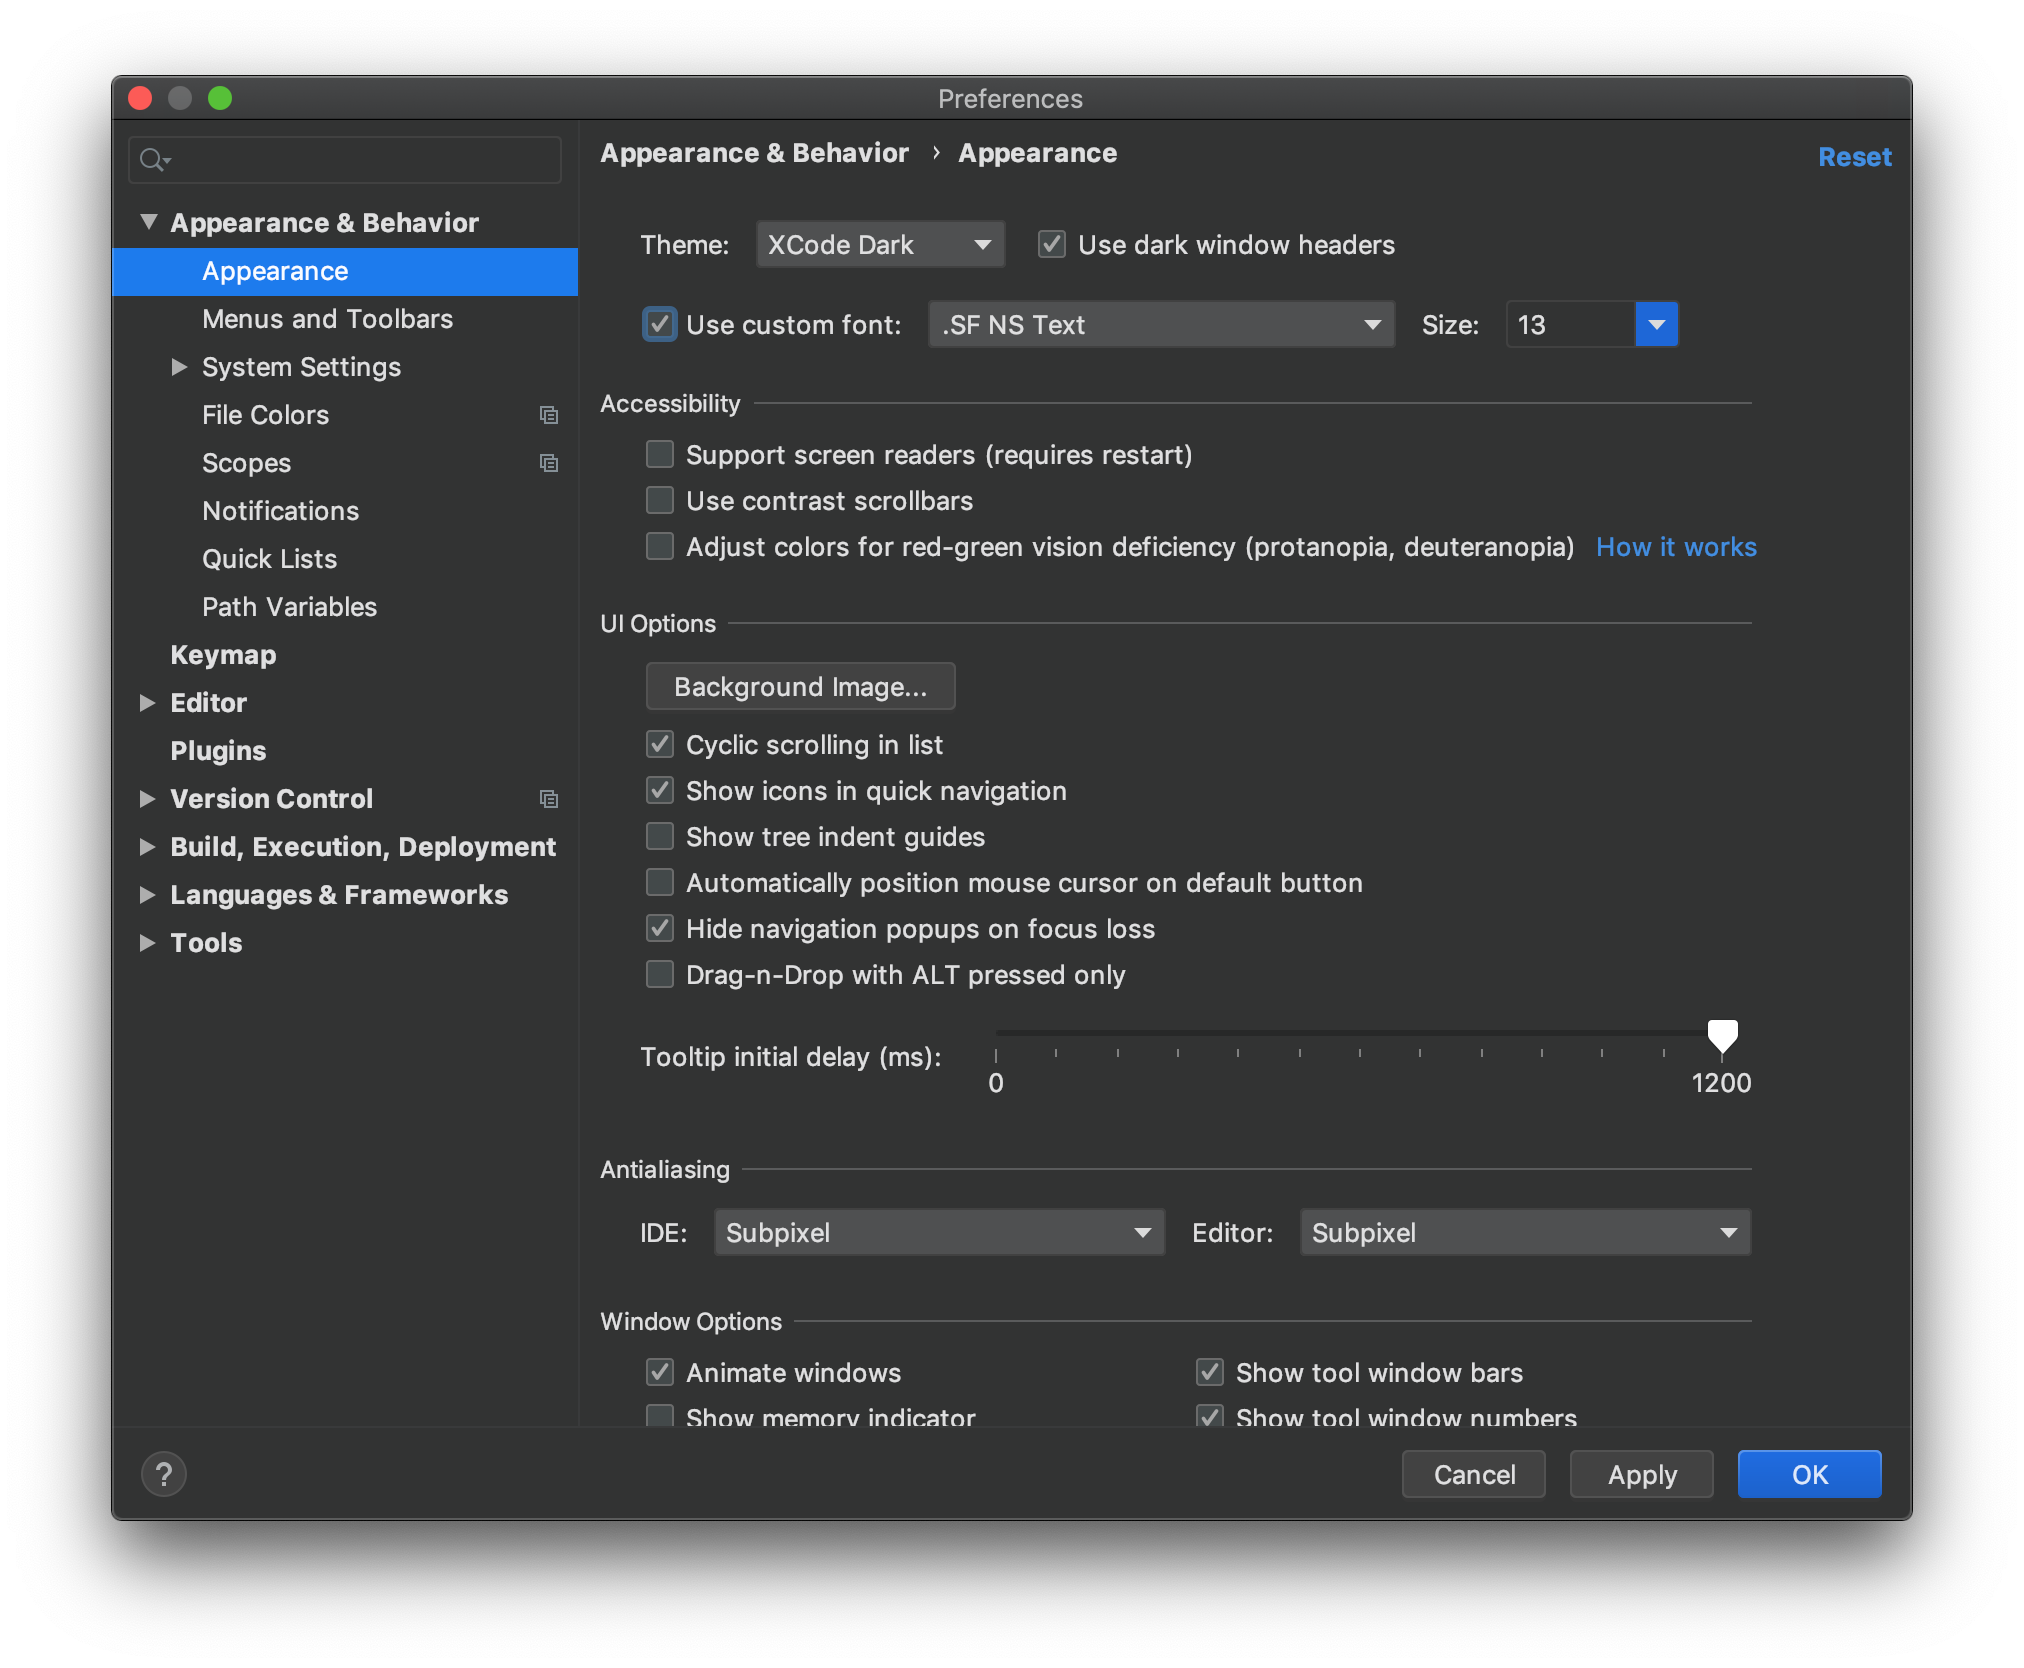 Preferences
Appearance & Behavior
Appearance
Menus and Toolbars
System Settings
File Colors
Scopes
Notifications
Quick Lists
Path Variables
Keymap
Editor
Plugins
Version Control
Build, Execution, Deployment
Languages & Frameworks
Tools
Appearance & Behavior › Appearance
Reset
Theme: XCode Dark Use dark window headers
Use custom font: .SF NS Text Size: 13
Accessibility
Support screen readers (requires restart)
Use contrast scrollbars
Adjust colors for red-green vision deficiency (protanopia, deuteranopia) How it works
UI Options
Background Image...
Cyclic scrolling in list
Show icons in quick navigation
Show tree indent guides
Automatically position mouse cursor on default button
Hide navigation popups on focus loss
Drag-n-Drop with ALT pressed only
Tooltip initial delay (ms):
0 1200
Antialiasing
IDE: Subpixel Editor: Subpixel
Window Options
Animate windows Show tool window bars
Show memory indicator Show tool window numbers
? Cancel Apply OK